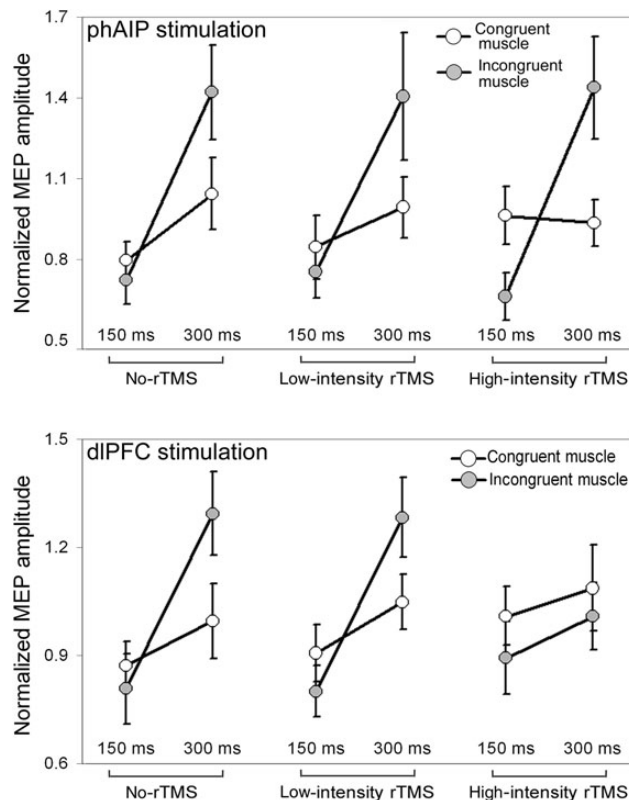 phAIP stimulation
Congruent
muscle
Incongruent
muscle
Normalized MEP amplitude
1.7
1.4
1.1
0.8
0.5
150 ms 300 ms 150 ms 300 ms 150 ms 300 ms
No-rTMS Low-intensity rTMS High-intensity rTMS
dlPFC stimulation
Congruent muscle
Incongruent muscle
Normalized MEP amplitude
1.5
1.2
0.9
0.6
150 ms 300 ms 150 ms 300 ms 150 ms 300 ms
No-rTMS Low-intensity rTMS High-intensity rTMS